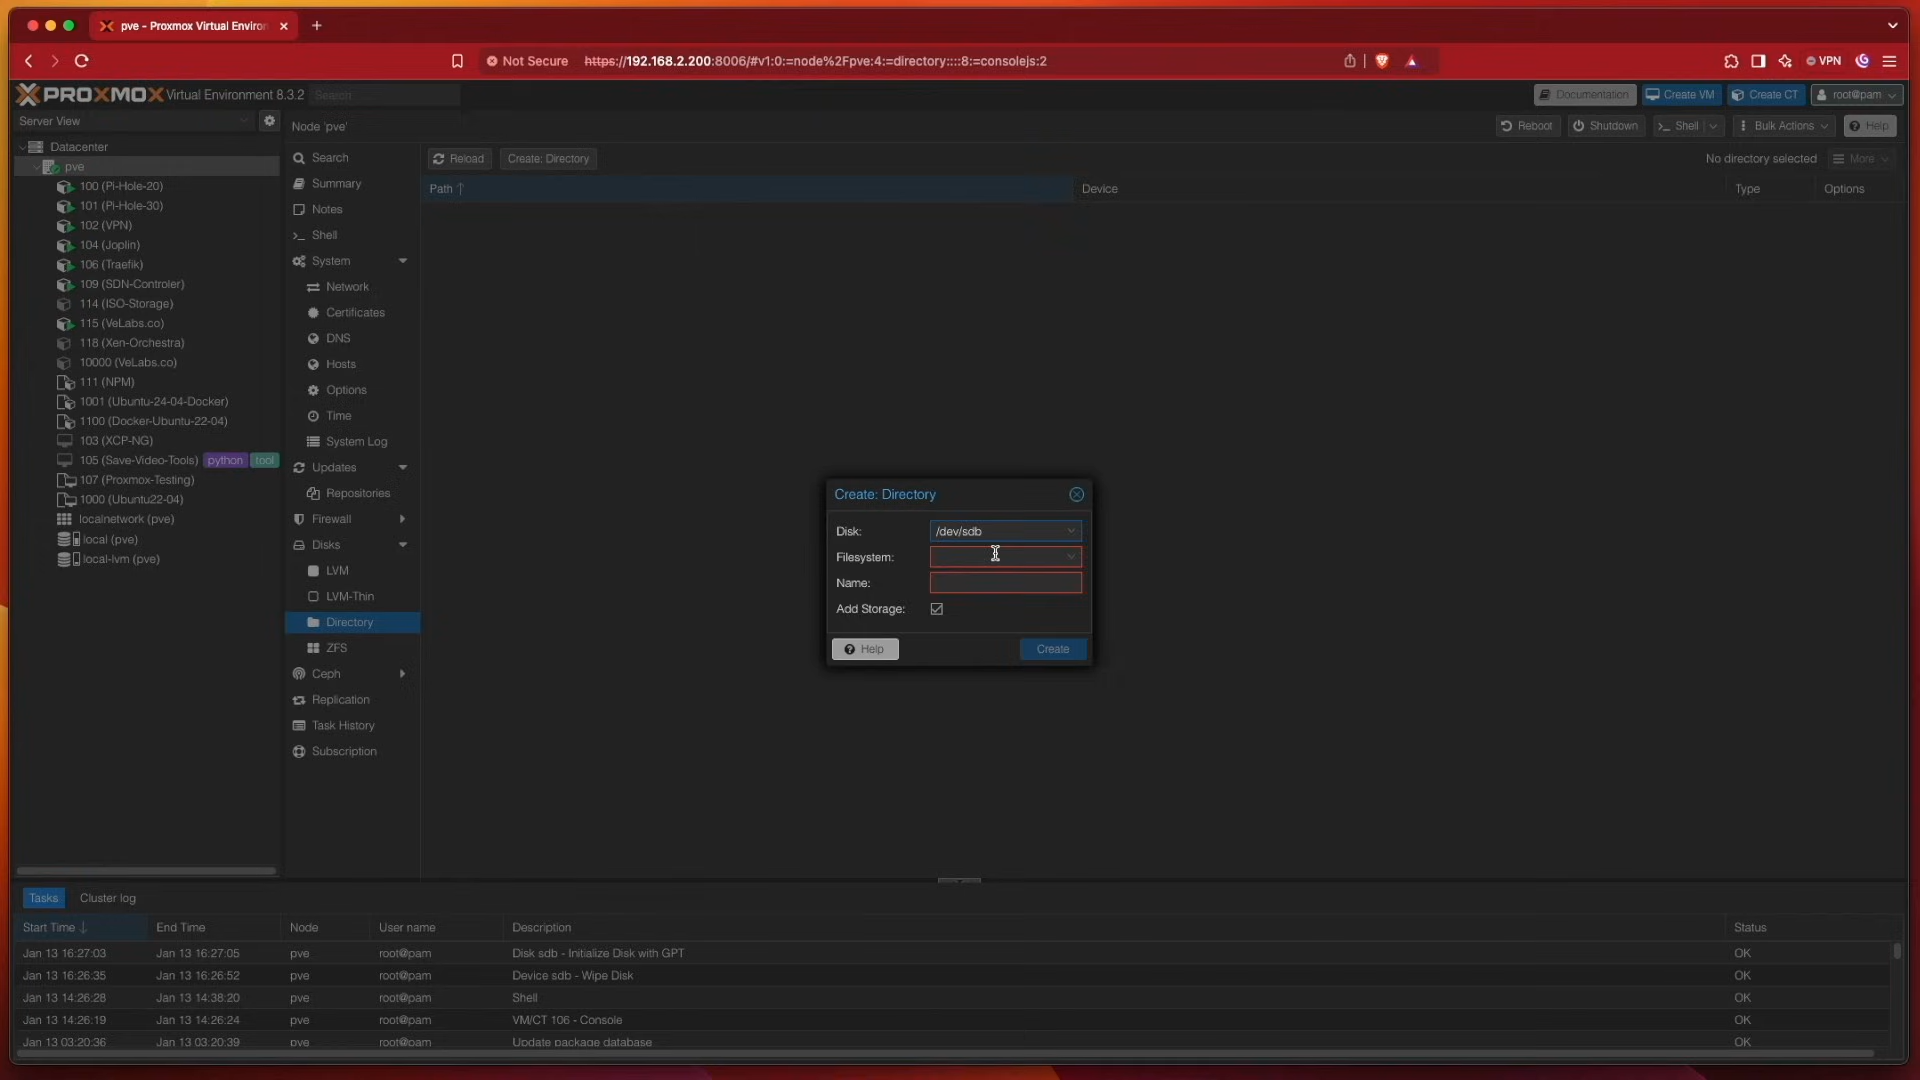 pve - Proxmox Virtual Environ
Not Secure https://192.168.2.200:8006/#v1:0:=node%2Fpve:4:=directory::::8:=consolejs:2
VPN
PROXMOX Virtual Environment 8.3.2 Search
Documentation Create VM Create CT root@pam
Server View
Node 'pve'
Reboot Shutdown Shell Bulk Actions Help
Datacenter
pve
100 (Pi-Hole-20)
101 (Pi-Hole-30)
102 (VPN)
104 (Joplin)
106 (Traefik)
109 (SDN-Controler)
114 (ISO-Storage)
115 (VeLabs.co)
118 (Xen-Orchestra)
10000 (VeLabs.co)
111 (NPM)
1001 (Ubuntu-24-04-Docker)
1100 (Docker-Ubuntu-22-04)
103 (XCP-NG)
105 (Save-Video-Tools) python tool
107 (Proxmox-Testing)
1000 (Ubuntu22-04)
localnetwork (pve)
local (pve)
local-lvm (pve)
Search
Summary
Notes
Shell
System
Network
Certificates
DNS
Hosts
Options
Time
System Log
Updates
Repositories
Firewall
Disks
LVM
LVM-Thin
Directory
ZFS
Ceph
Replication
Task History
Subscription
Reload Create: Directory
No directory selected More
Path Device Type Options
Create: Directory
Disk: /dev/sdb
Filesystem:
Name:
Add Storage:
Help Create
Tasks Cluster log
Start Time End Time Node User name Description Status
Jan 13 16:27:03 Jan 13 16:27:05 pve root@pam Disk sdb - Initialize Disk with GPT OK
Jan 13 16:26:35 Jan 13 16:26:52 pve root@pam Device sdb - Wipe Disk OK
Jan 13 14:26:28 Jan 13 14:38:20 pve root@pam Shell OK
Jan 13 14:26:19 Jan 13 14:26:24 pve root@pam VM/CT 106 - Console OK
Jan 13 03:20:36 Jan 13 03:20:39 pve root@pam Update package database OK